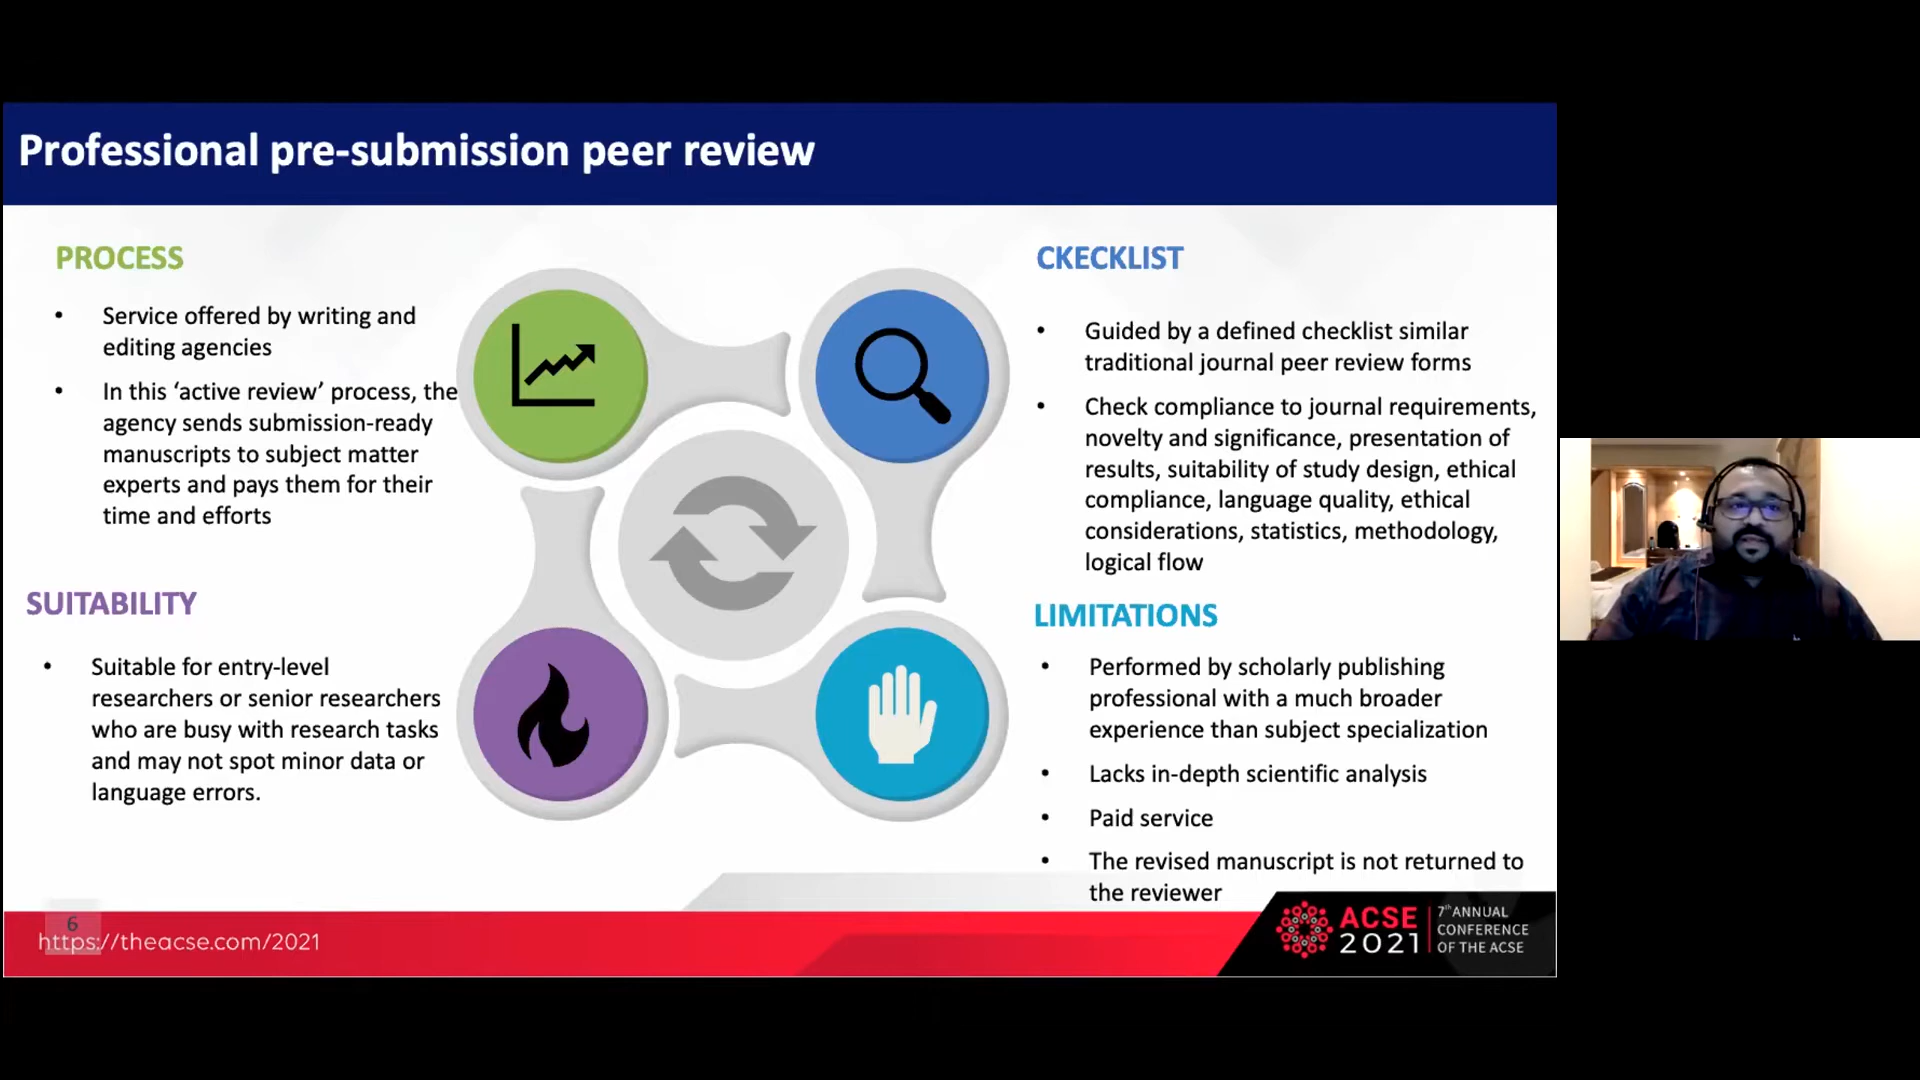 Professional pre-submission peer review
PROCESS
• Service offered by writing and
editing agencies
• In this ‘active review’ process, the
agency sends submission-ready
manuscripts to subject matter
experts and pays them for their
time and efforts
SUITABILITY
• Suitable for entry-level
researchers or senior researchers
who are busy with research tasks
and may not spot minor data or
language errors.
CKECKLIST
• Guided by a defined checklist similar
traditional journal peer review forms
• Check compliance to journal requirements,
novelty and significance, presentation of
results, suitability of study design, ethical
compliance, language quality, ethical
considerations, statistics, methodology,
logical flow
LIMITATIONS
• Performed by scholarly publishing
professional with a much broader
experience than subject specialization
• Lacks in-depth scientific analysis
• Paid service
• The revised manuscript is not returned to
the reviewer
6
https://theacse.com/2021
ACSE
2021
7th ANNUAL
CONFERENCE
OF THE ACSE